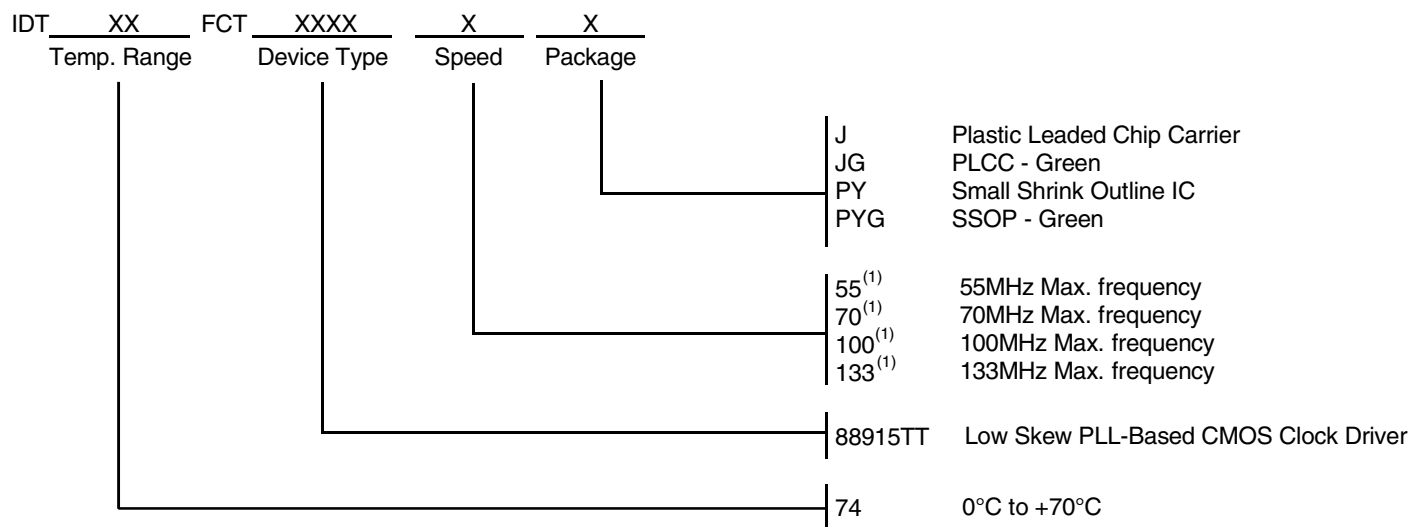 IDT XX FCT XXXX X X
Temp. Range Device Type Speed Package
J Plastic Leaded Chip Carrier
JG PLCC - Green
PY Small Shrink Outline IC
PYG SSOP - Green
55(1) 55MHz Max. frequency
70(1) 70MHz Max. frequency
100(1) 100MHz Max. frequency
133(1) 133MHz Max. frequency
88915TT Low Skew PLL-Based CMOS Clock Driver
74 0°C to +70°C